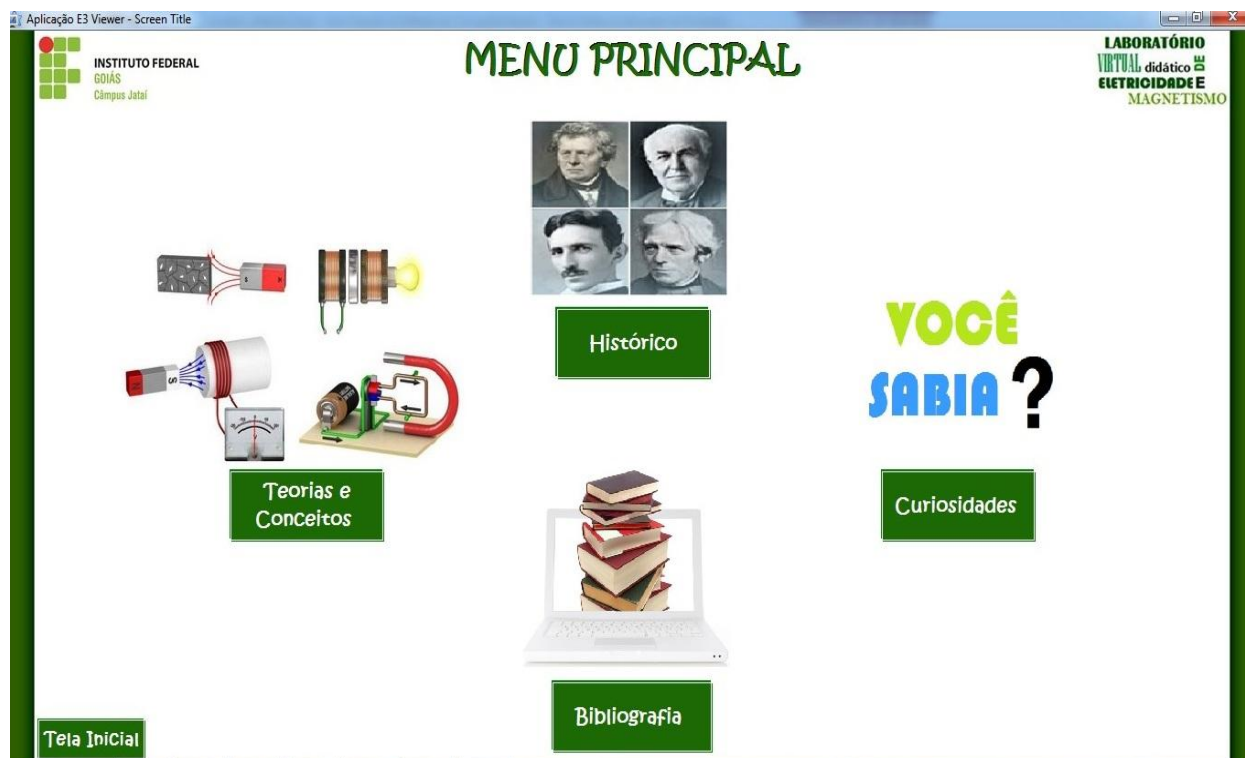 Aplicação E3 Viewer - Screen Title
INSTITUTO FEDERAL
GOIÁS
Câmpus Jataí
MENU PRINCIPAL
LABORATÓRIO
VIRTUAL didático DE
ELETRICIDADE E
MAGNETISMO
Histórico
VOCÊ
SABIA?
N S
Teorias e
Conceitos
Curiosidades
Bibliografia
Tela Inicial